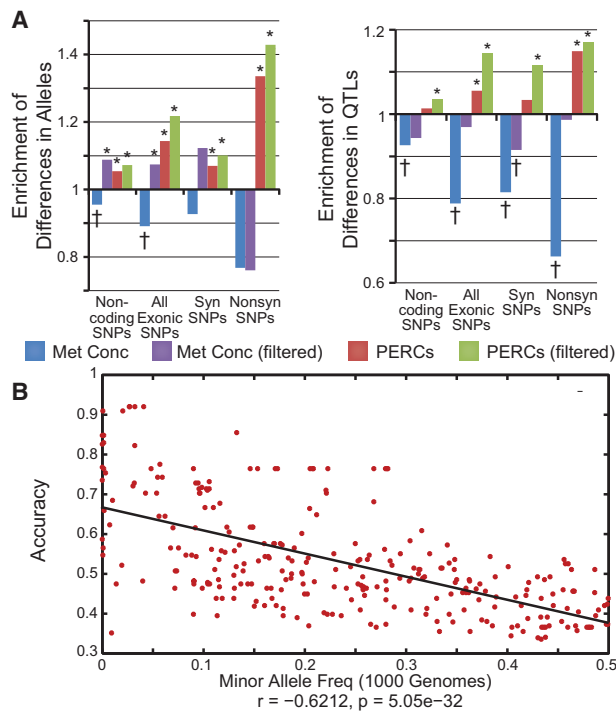 A
Enrichment of
Differences in Alleles
1.4
1.3
1.2
1.1
1
0.8
* * * * * * * * * * *
† †
Non-
coding
SNPs
All
Exonic
SNPs
Syn
SNPs
Nonsyn
SNPs
Enrichment of
Differences in QTLs
1.2
1
0.8
0.6
* * * * * *
† † † † †
Non-
coding
SNPs
All
Exonic
SNPs
Syn
SNPs
Nonsyn
SNPs
Met Conc
Met Conc (filtered)
PERCs
PERCs (filtered)
B
Accuracy
1
0.9
0.8
0.7
0.6
0.5
0.4
0.3
0 0.1 0.2 0.3 0.4 0.5
Minor Allele Freq (1000 Genomes)
r = −0.6212, p = 5.05e−32